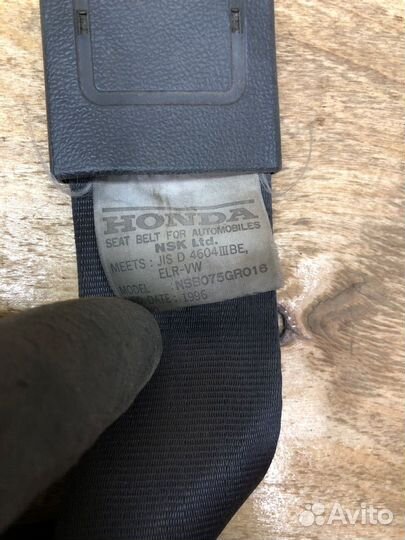 HONDA
SEAT BELT FOR AUTOMOBILES
NSK Ltd.
MEETS : JIS D 4604 III BE,
ELR-VW
MODEL : NSB075GR016
DATE : 1996
Avito